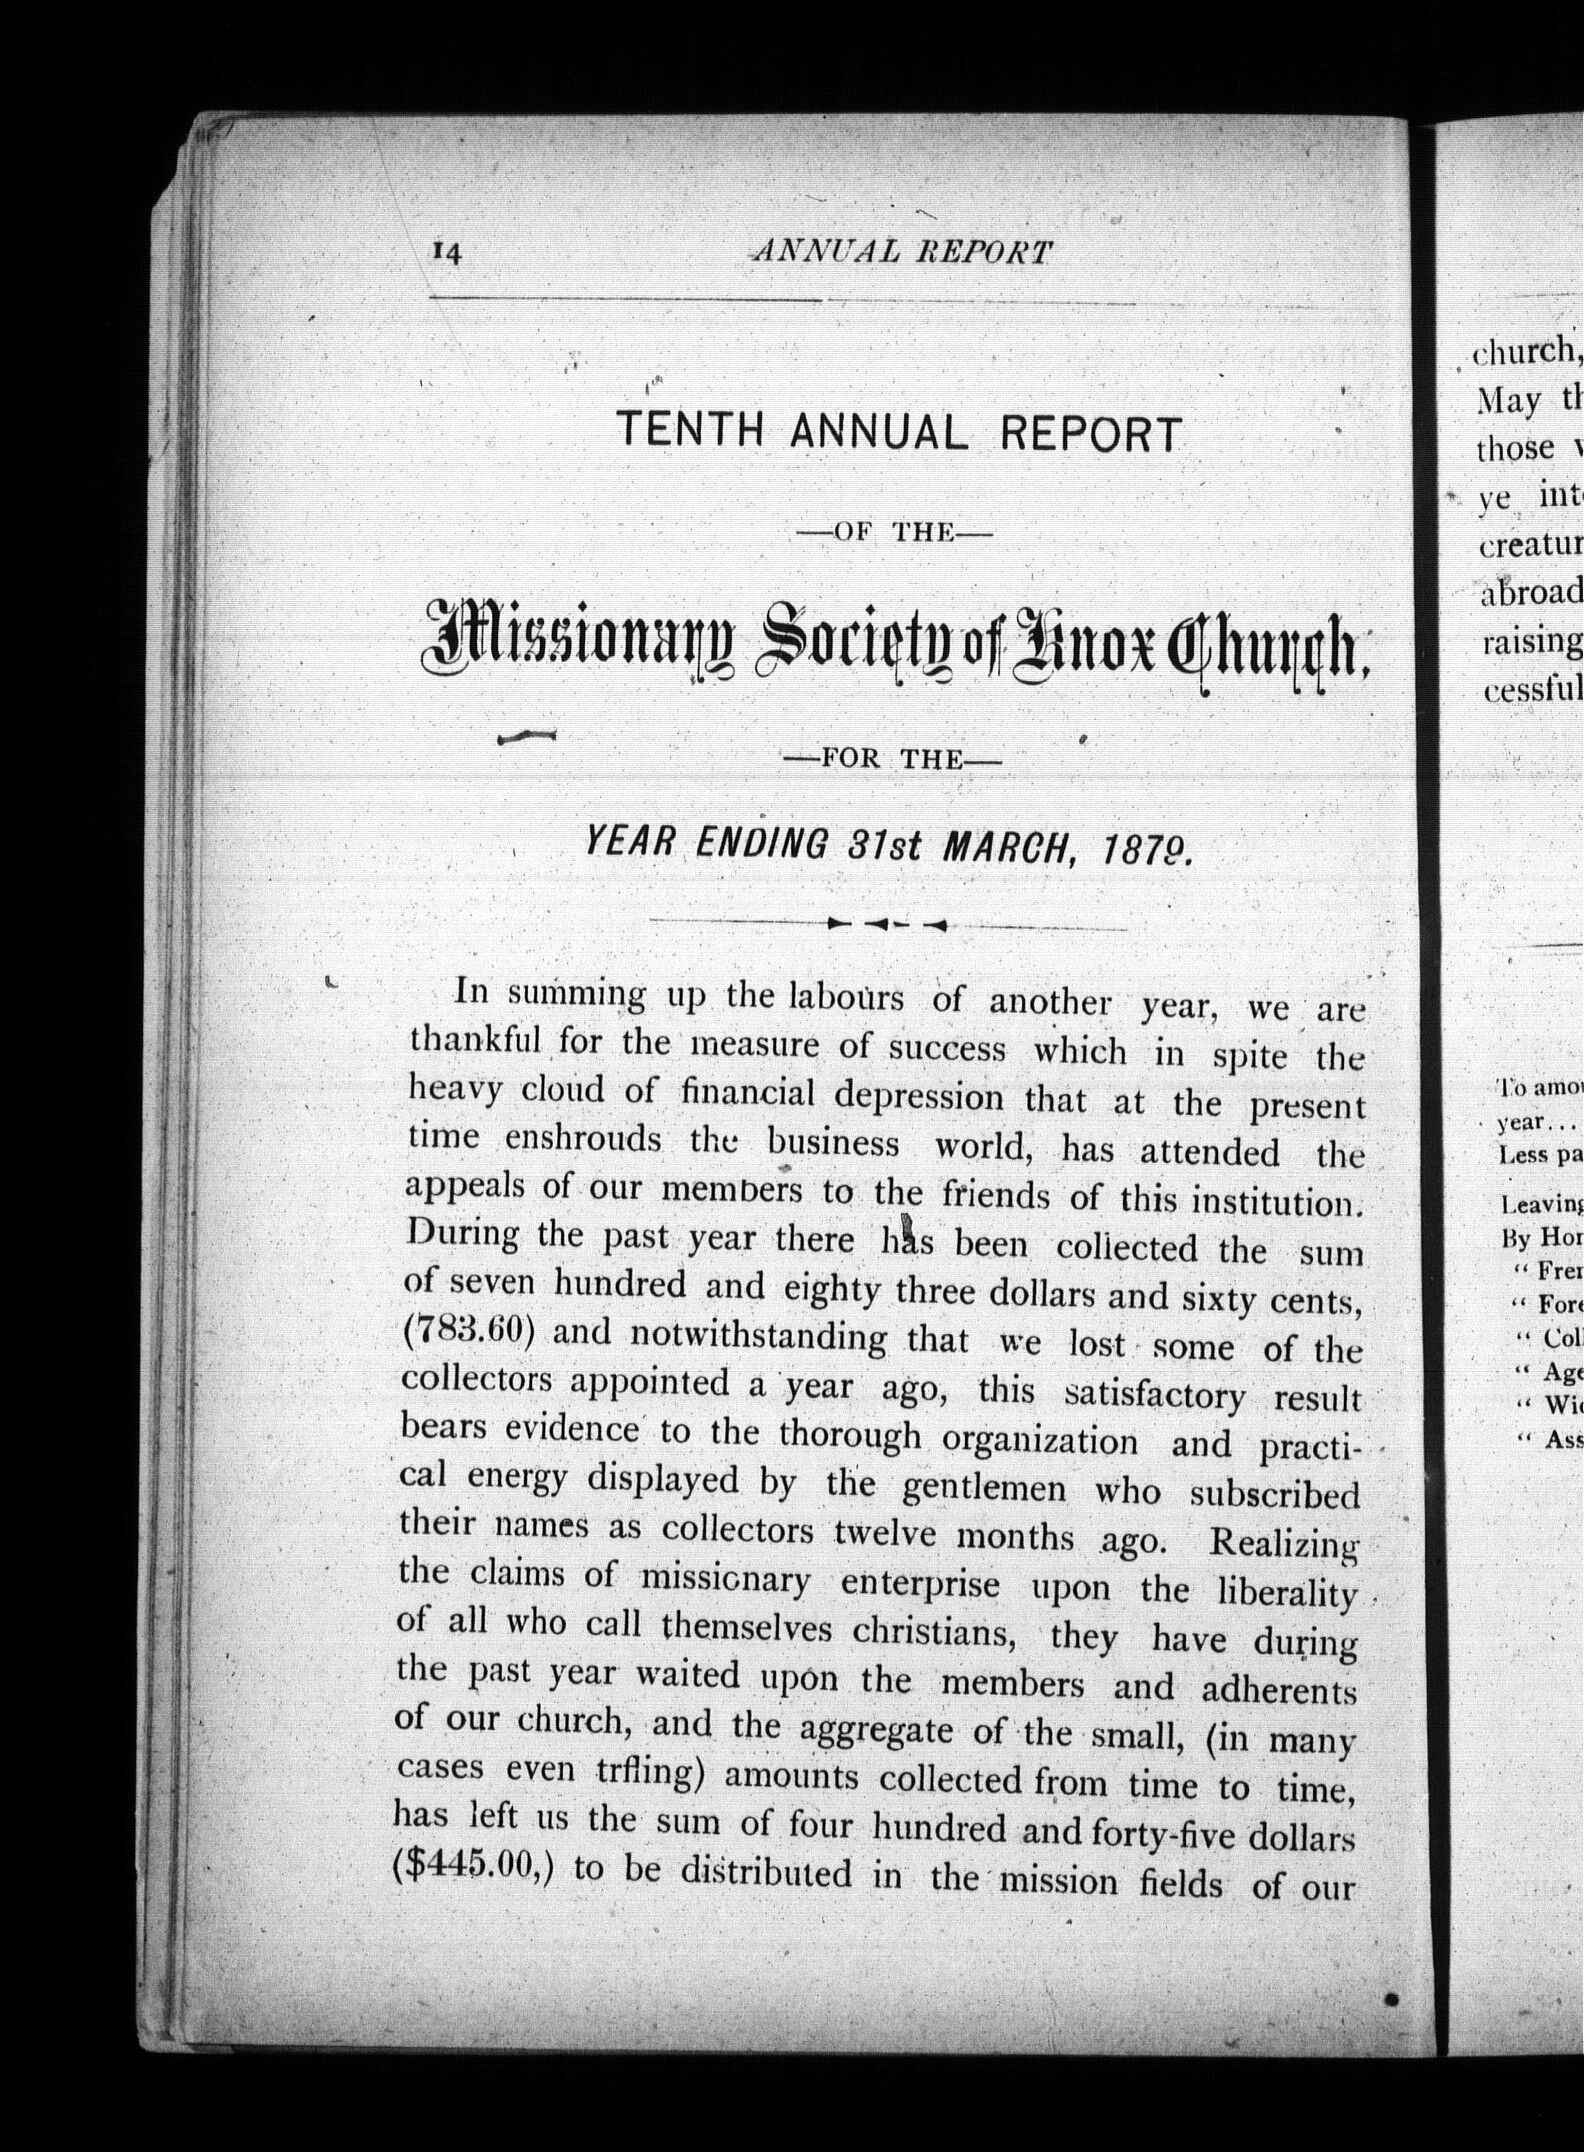 14 ANNUAL REPORT
TENTH ANNUAL REPORT
—OF THE—
Missionary Society of Knox Church,
—FOR THE—
YEAR ENDING 31st MARCH, 1879.
In summing up the labours of another year, we are
thankful for the measure of success which in spite the
heavy cloud of financial depression that at the present
time enshrouds the business world, has attended the
appeals of our members to the friends of this institution.
During the past year there has been collected the sum
of seven hundred and eighty three dollars and sixty cents,
(783.60) and notwithstanding that we lost some of the
collectors appointed a year ago, this satisfactory result
bears evidence to the thorough organization and practi-
cal energy displayed by the gentlemen who subscribed
their names as collectors twelve months ago. Realizing
the claims of missionary enterprise upon the liberality
of all who call themselves christians, they have during
the past year waited upon the members and adherents
of our church, and the aggregate of the small, (in many
cases even trfling) amounts collected from time to time,
has left us the sum of four hundred and forty-five dollars
($445.00,) to be distributed in the mission fields of our
church,
May
those
ye
abroad
raising
To
year...
Less
Leaving
By
"
"
"
"
"
"